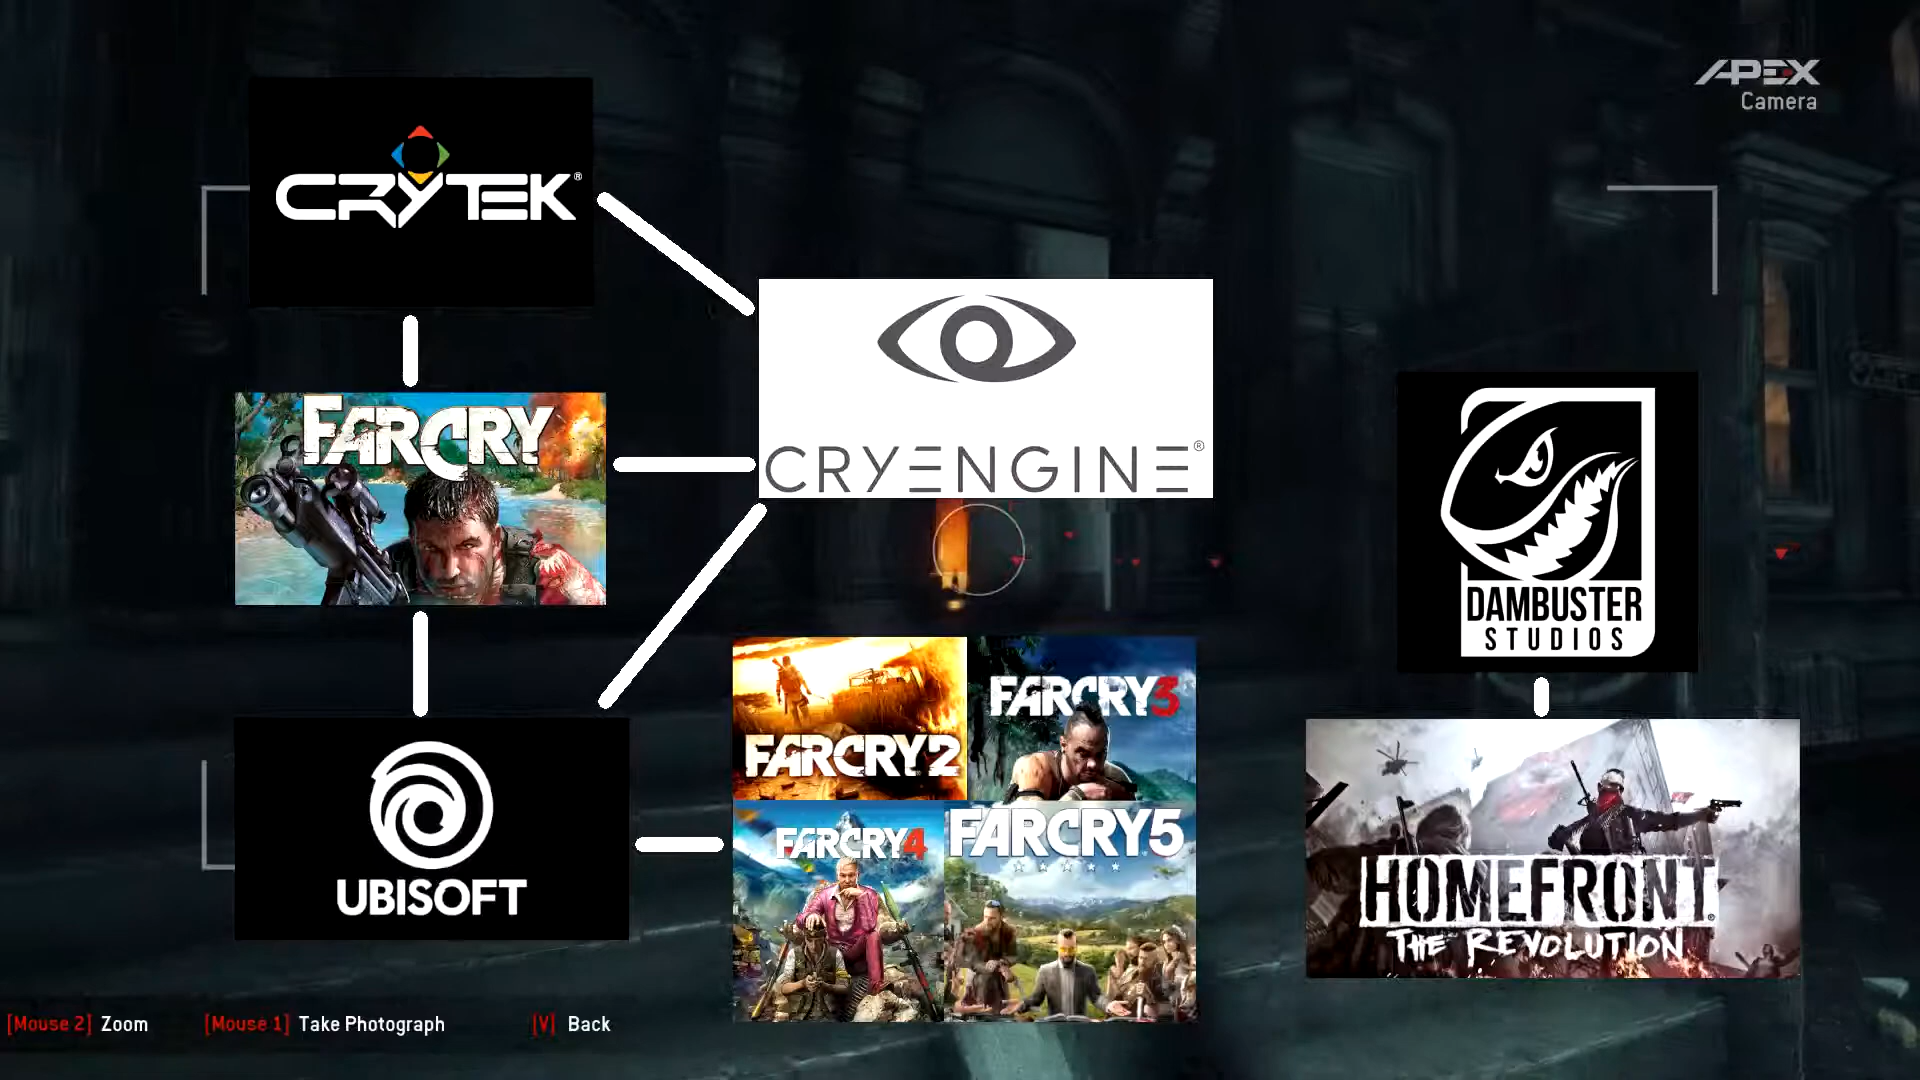 APEX
Camera
CRYTEK®
CRYENGINE®
FARCRY
DAMBUSTER
STUDIOS
FARCRY2
FARCRY3
FARCRY4
FARCRY5
UBISOFT
HOMEFRONT
THE REVOLUTION
[Mouse 2] Zoom [Mouse 1] Take Photograph [V] Back